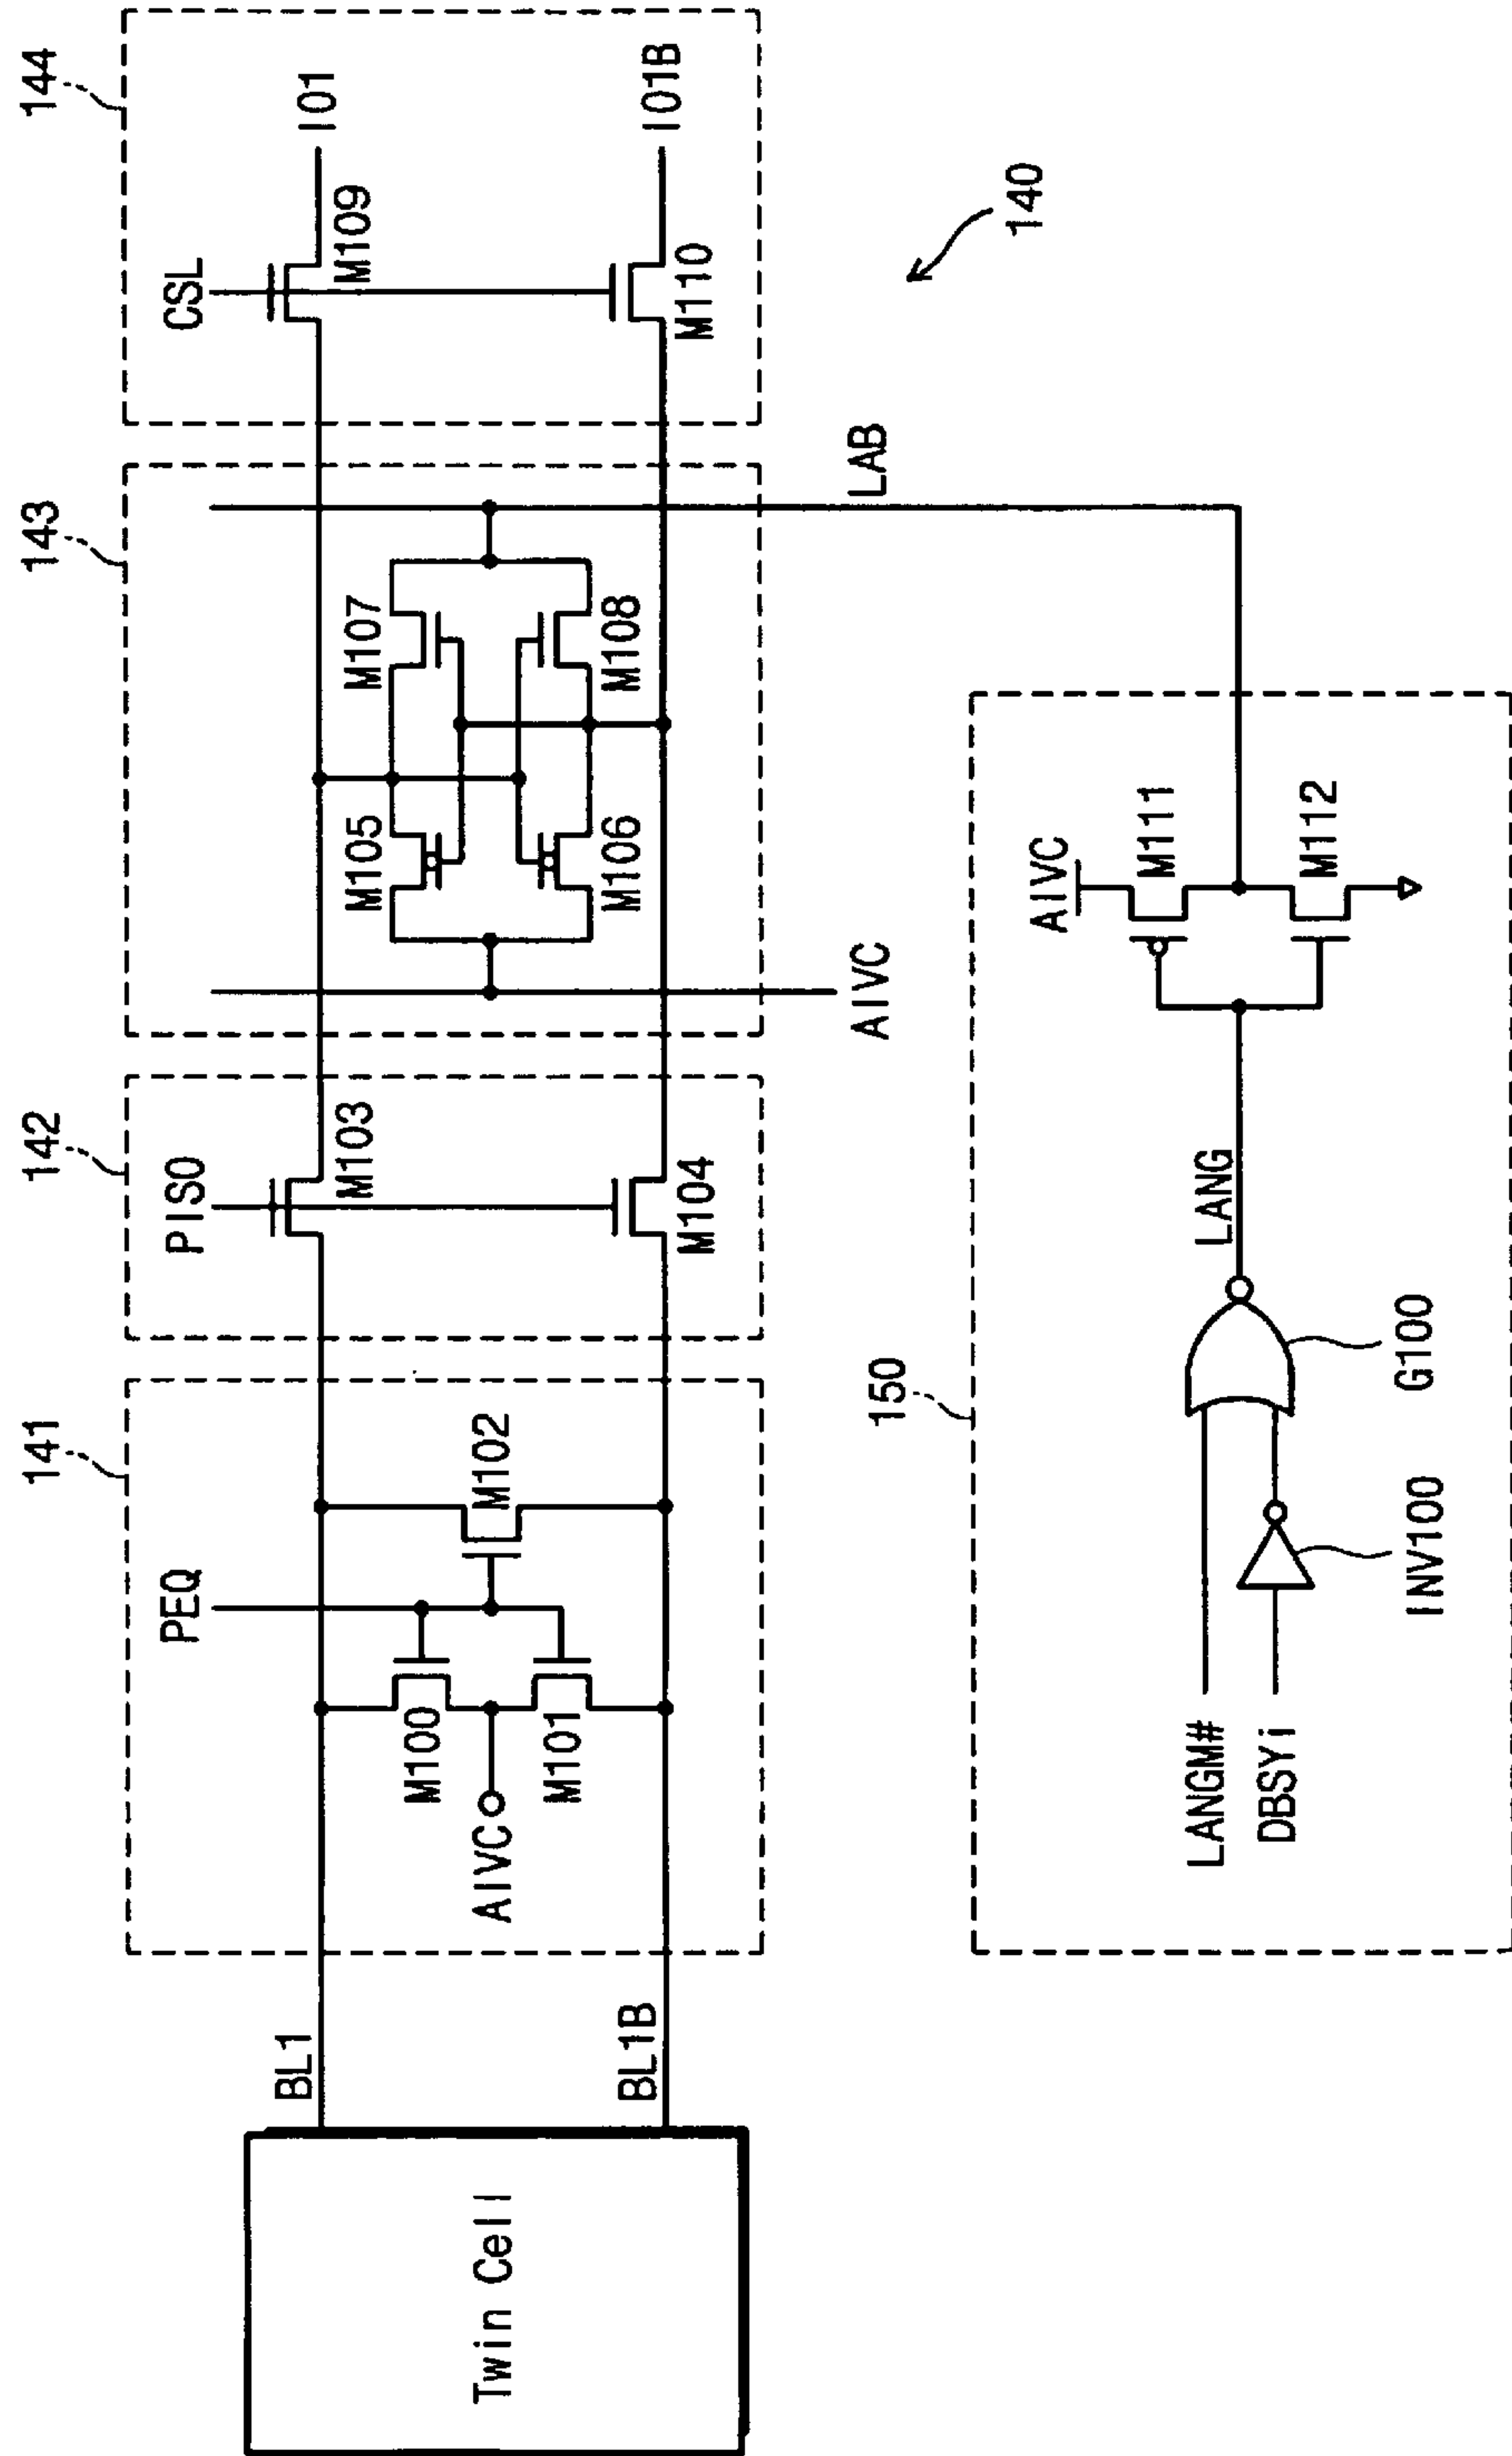 141
142
143
144
PEQ
PISO
CSL
BL1
M103
M109
IO1
M100
M102
M105
M107
Twin Cell
AIVC
M101
M106
M108
BL1B
M104
M110
IO1B
AIVC
LAB
140
150
AIVC
M111
LANGM#
LANG
DBSYi
M112
INV100
G100